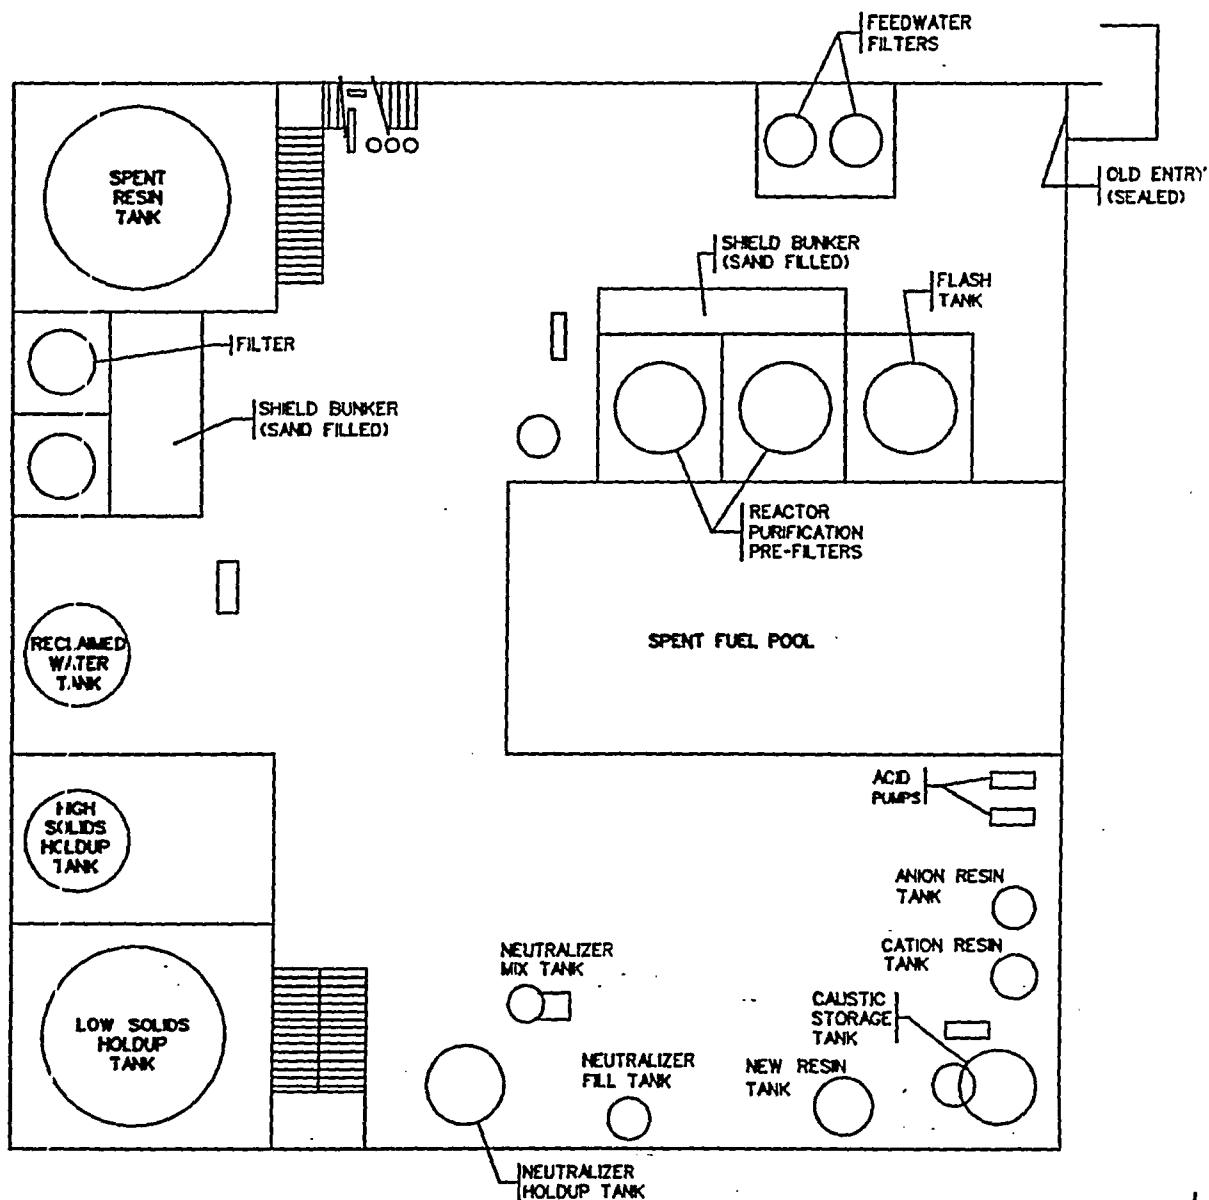 FEEDWATER
FILTERS
OLD ENTRY
(SEALED)
SPENT
RESIN
TANK
SHIELD BUNKER
(SAND FILLED)
FLASH
TANK
FILTER
SHIELD BUNKER
(SAND FILLED)
REACTOR
PURIFICATION
PRE-FILTERS
RECLAIMED
WATER
TANK
SPENT FUEL POOL
ACID
PUMPS
HIGH
SOLIDS
HOLDUP
TANK
ANION RESIN
TANK
CATION RESIN
TANK
NEUTRALIZER
MIX TANK
CAUSTIC
STORAGE
TANK
LOW SOLIDS
HOLDUP
TANK
NEUTRALIZER
FILL TANK
NEW RESIN
TANK
NEUTRALIZER
HOLDUP TANK